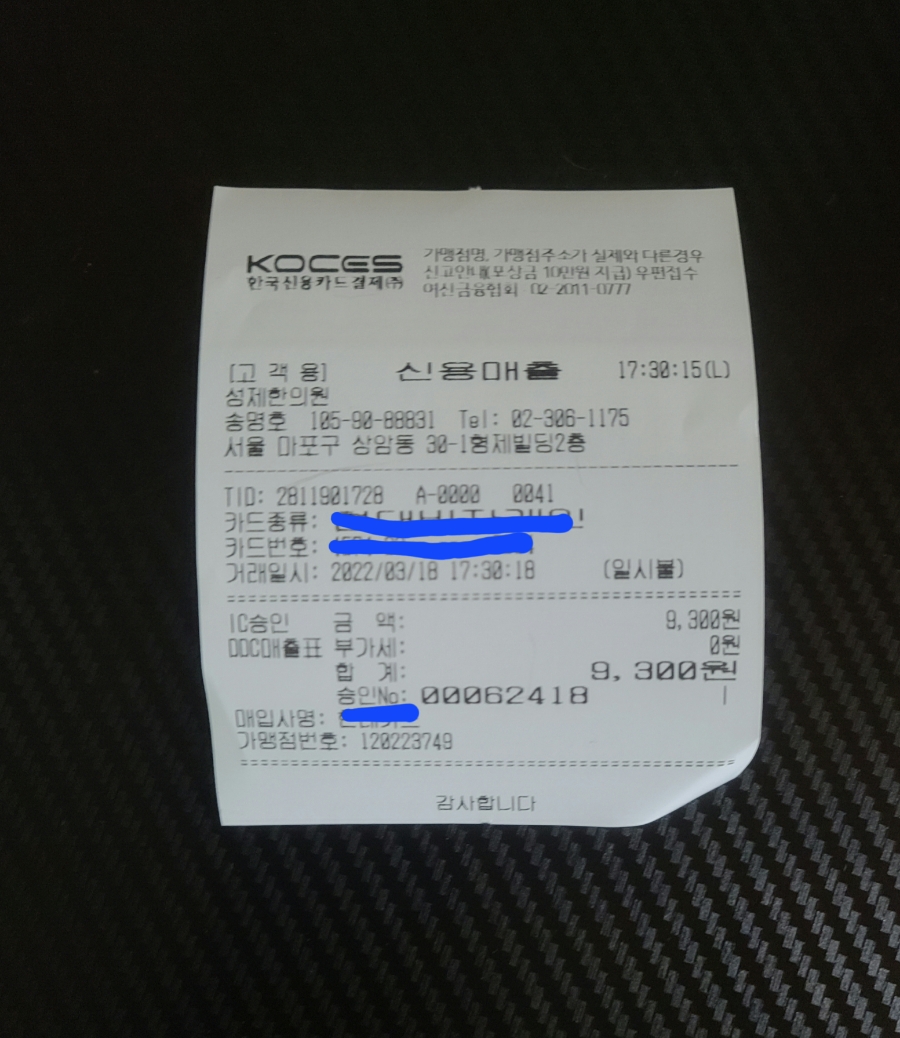 KOCES
한국신용카드결제(주)
가맹점명, 가맹점주소가 실제와 다른경우
신고안내(포상금 10만원 지급) 우편접수
여신금융협회 02-2011-0777
[고 객 용] 신용매출 17:30:15(L)
성제한의원
송명호 105-90-88831 Tel: 02-306-1175
서울 마포구 상암동 30-1형제빌딩2층
TID: 2811901728 A-0000 0041
카드종류:
카드번호:
거래일시: 2022/03/18 17:30:18 (일시불)
IC승인 금 액: 9,300원
DDC매출표 부가세: 0원
합 계: 9,300원
승인No: 00062418
매입사명:
가맹점번호: 120223749
감사합니다